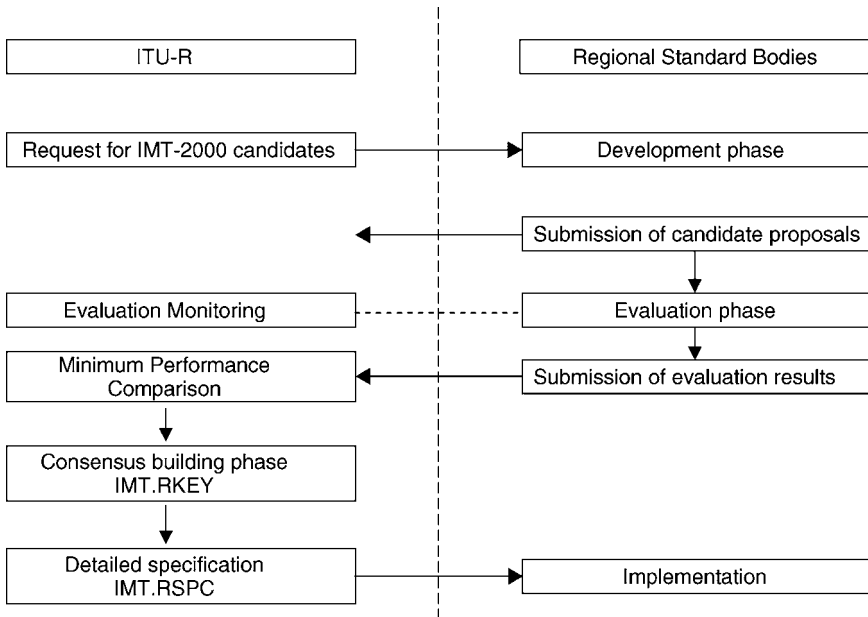 ITU-R
Regional Standard Bodies
Request for IMT-2000 candidates
Development phase
Submission of candidate proposals
Evaluation Monitoring
Evaluation phase
Minimum Performance
Comparison
Submission of evaluation results
Consensus building phase
IMT.RKEY
Detailed specification
IMT.RSPC
Implementation